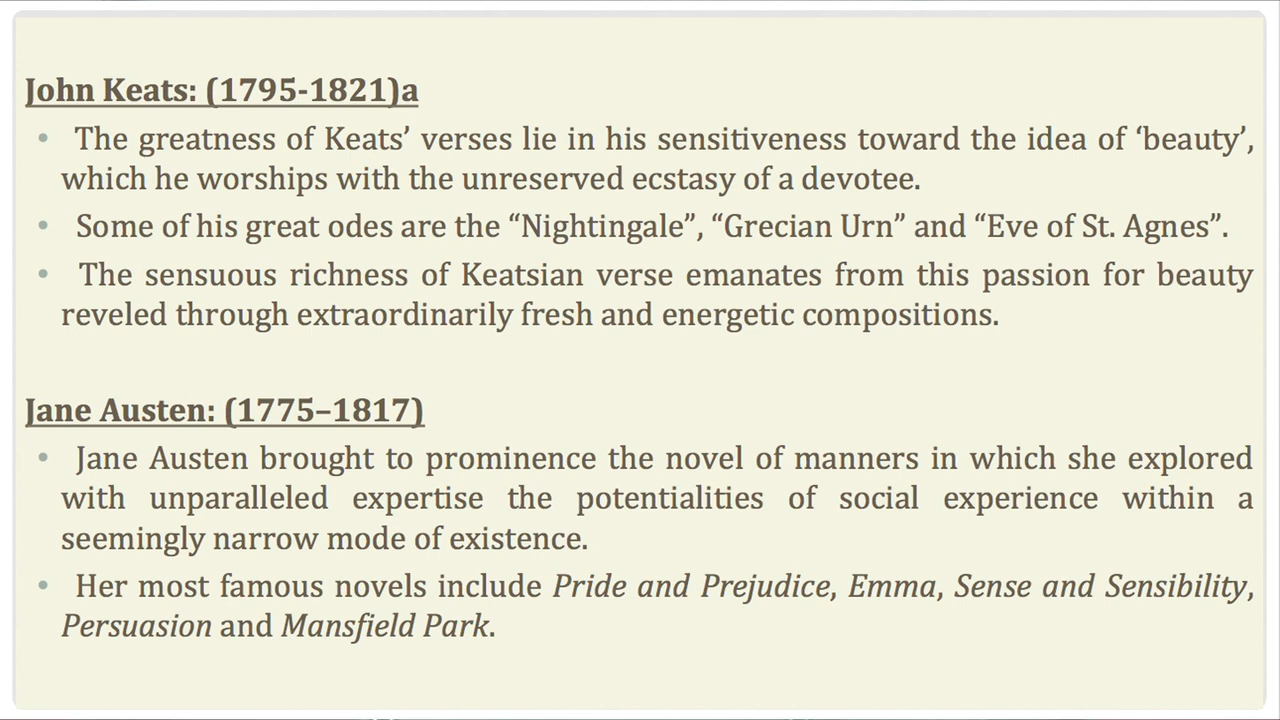 John Keats: (1795-1821)a
• The greatness of Keats’ verses lie in his sensitiveness toward the idea of ‘beauty’,
which he worships with the unreserved ecstasy of a devotee.
• Some of his great odes are the “Nightingale”, “Grecian Urn” and “Eve of St. Agnes”.
• The sensuous richness of Keatsian verse emanates from this passion for beauty
reveled through extraordinarily fresh and energetic compositions.
Jane Austen: (1775–1817)
• Jane Austen brought to prominence the novel of manners in which she explored
with unparalleled expertise the potentialities of social experience within a
seemingly narrow mode of existence.
• Her most famous novels include Pride and Prejudice, Emma, Sense and Sensibility,
Persuasion and Mansfield Park.